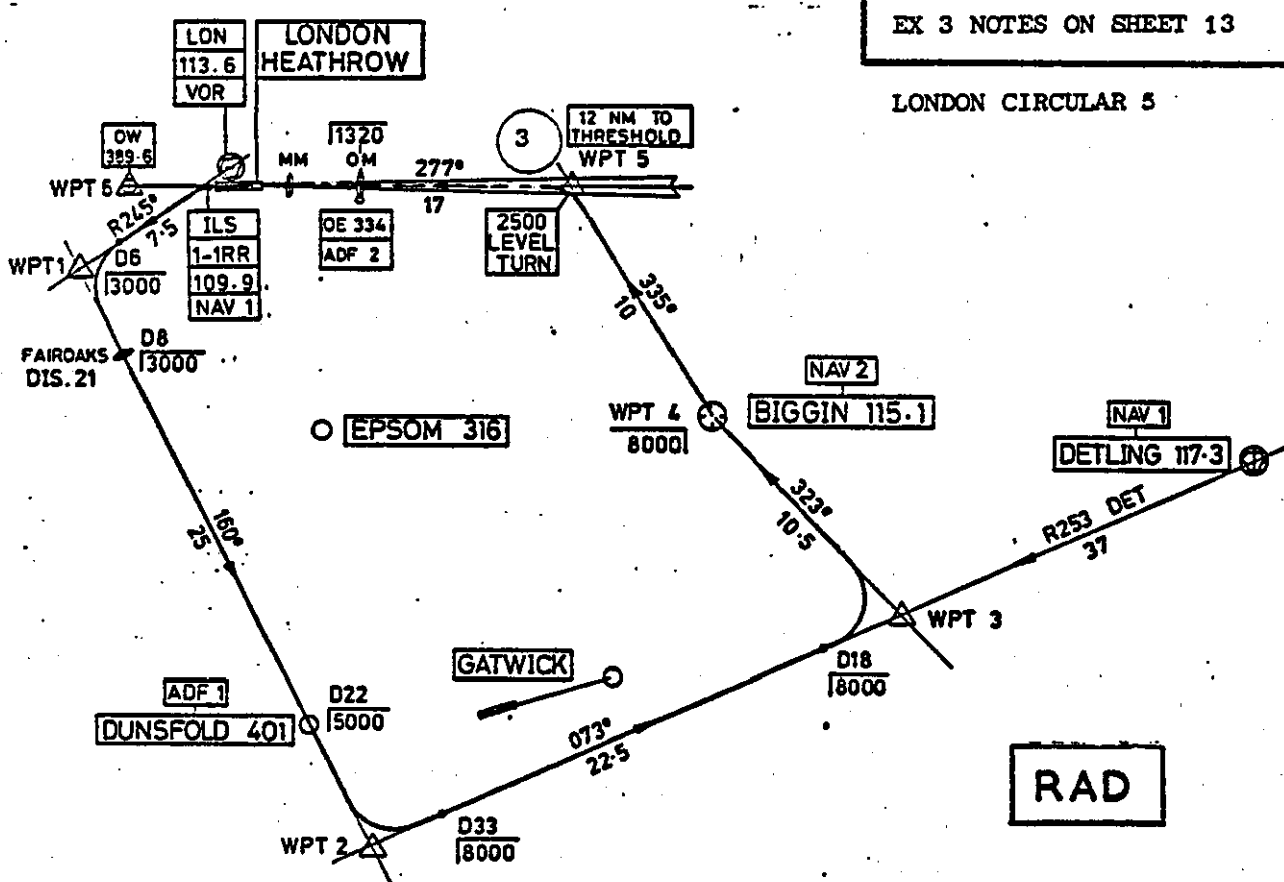 EX 3 NOTES ON SHEET 13
LONDON CIRCULAR 5
LON
113.6
VOR
LONDON
HEATHROW
OW
389·6
WPT 6
MM
1320
OM
277°
17
3
12 NM TO
THRESHOLD
WPT 5
2500
LEVEL
TURN
ILS
1-1RR
109.9
NAV 1
OE 334
ADF 2
R245°
7·5
WPT 1
D6
3000
D8
3000
FAIROAKS
DIS.21
335°
10
EPSOM 316
WPT 4
8000
NAV 2
BIGGIN 115.1
NAV 1
DETLING 117·3
323°
10·5
R253 DET
37
160°
25
WPT 3
GATWICK
D18
8000
ADF 1
DUNSFOLD 401
D22
5000
073°
22·5
RAD
WPT 2
D33
8000